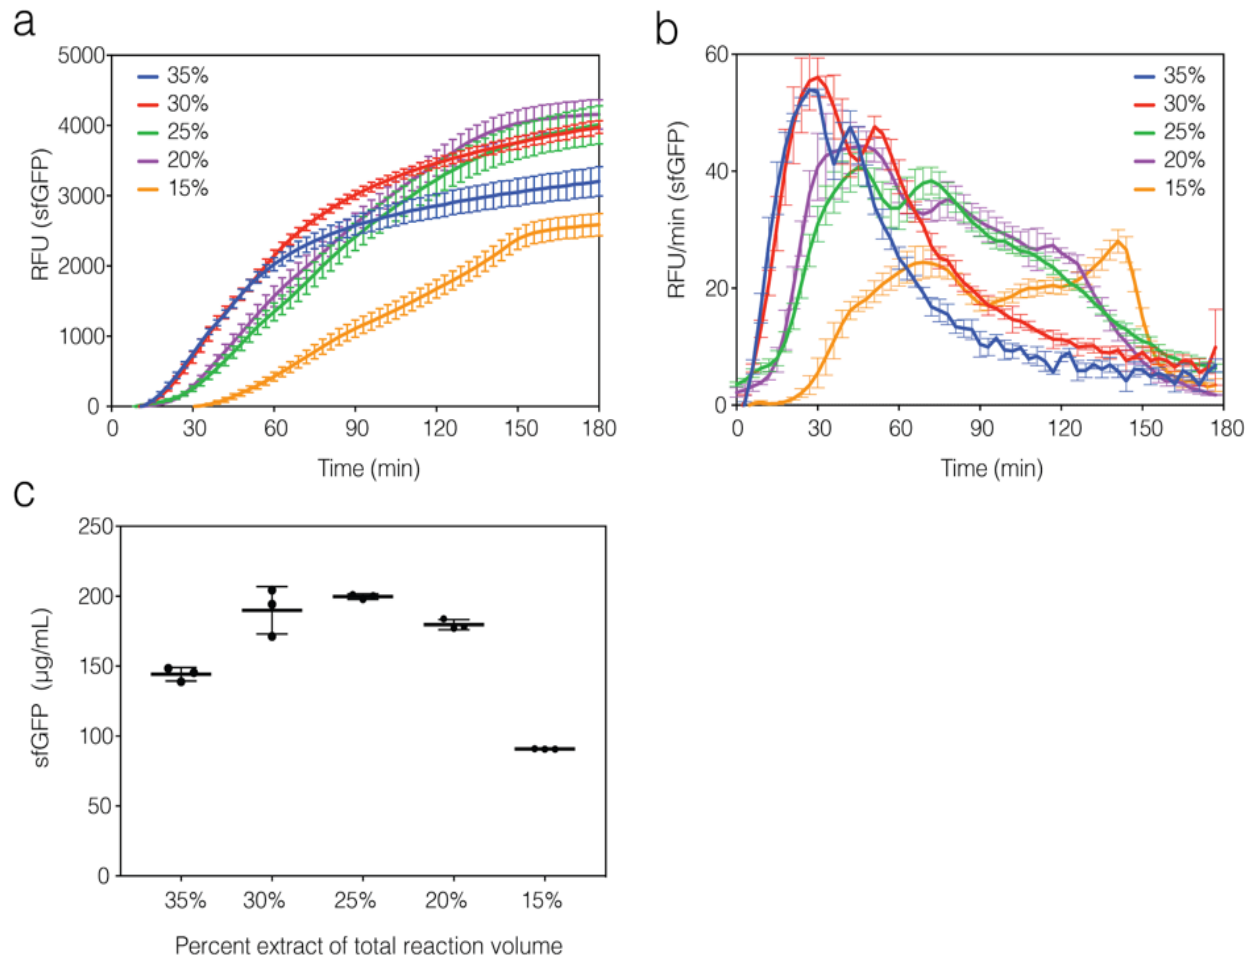 a
5000
4000
3000
2000
1000
0
RFU (sfGFP)
35%
30%
25%
20%
15%
0 30 60 90 120 150 180
Time (min)
b
60
40
20
0
RFU/min (sfGFP)
35%
30%
25%
20%
15%
0 30 60 90 120 150 180
Time (min)
c
250
200
150
100
50
0
sfGFP (µg/mL)
35% 30% 25% 20% 15%
Percent extract of total reaction volume